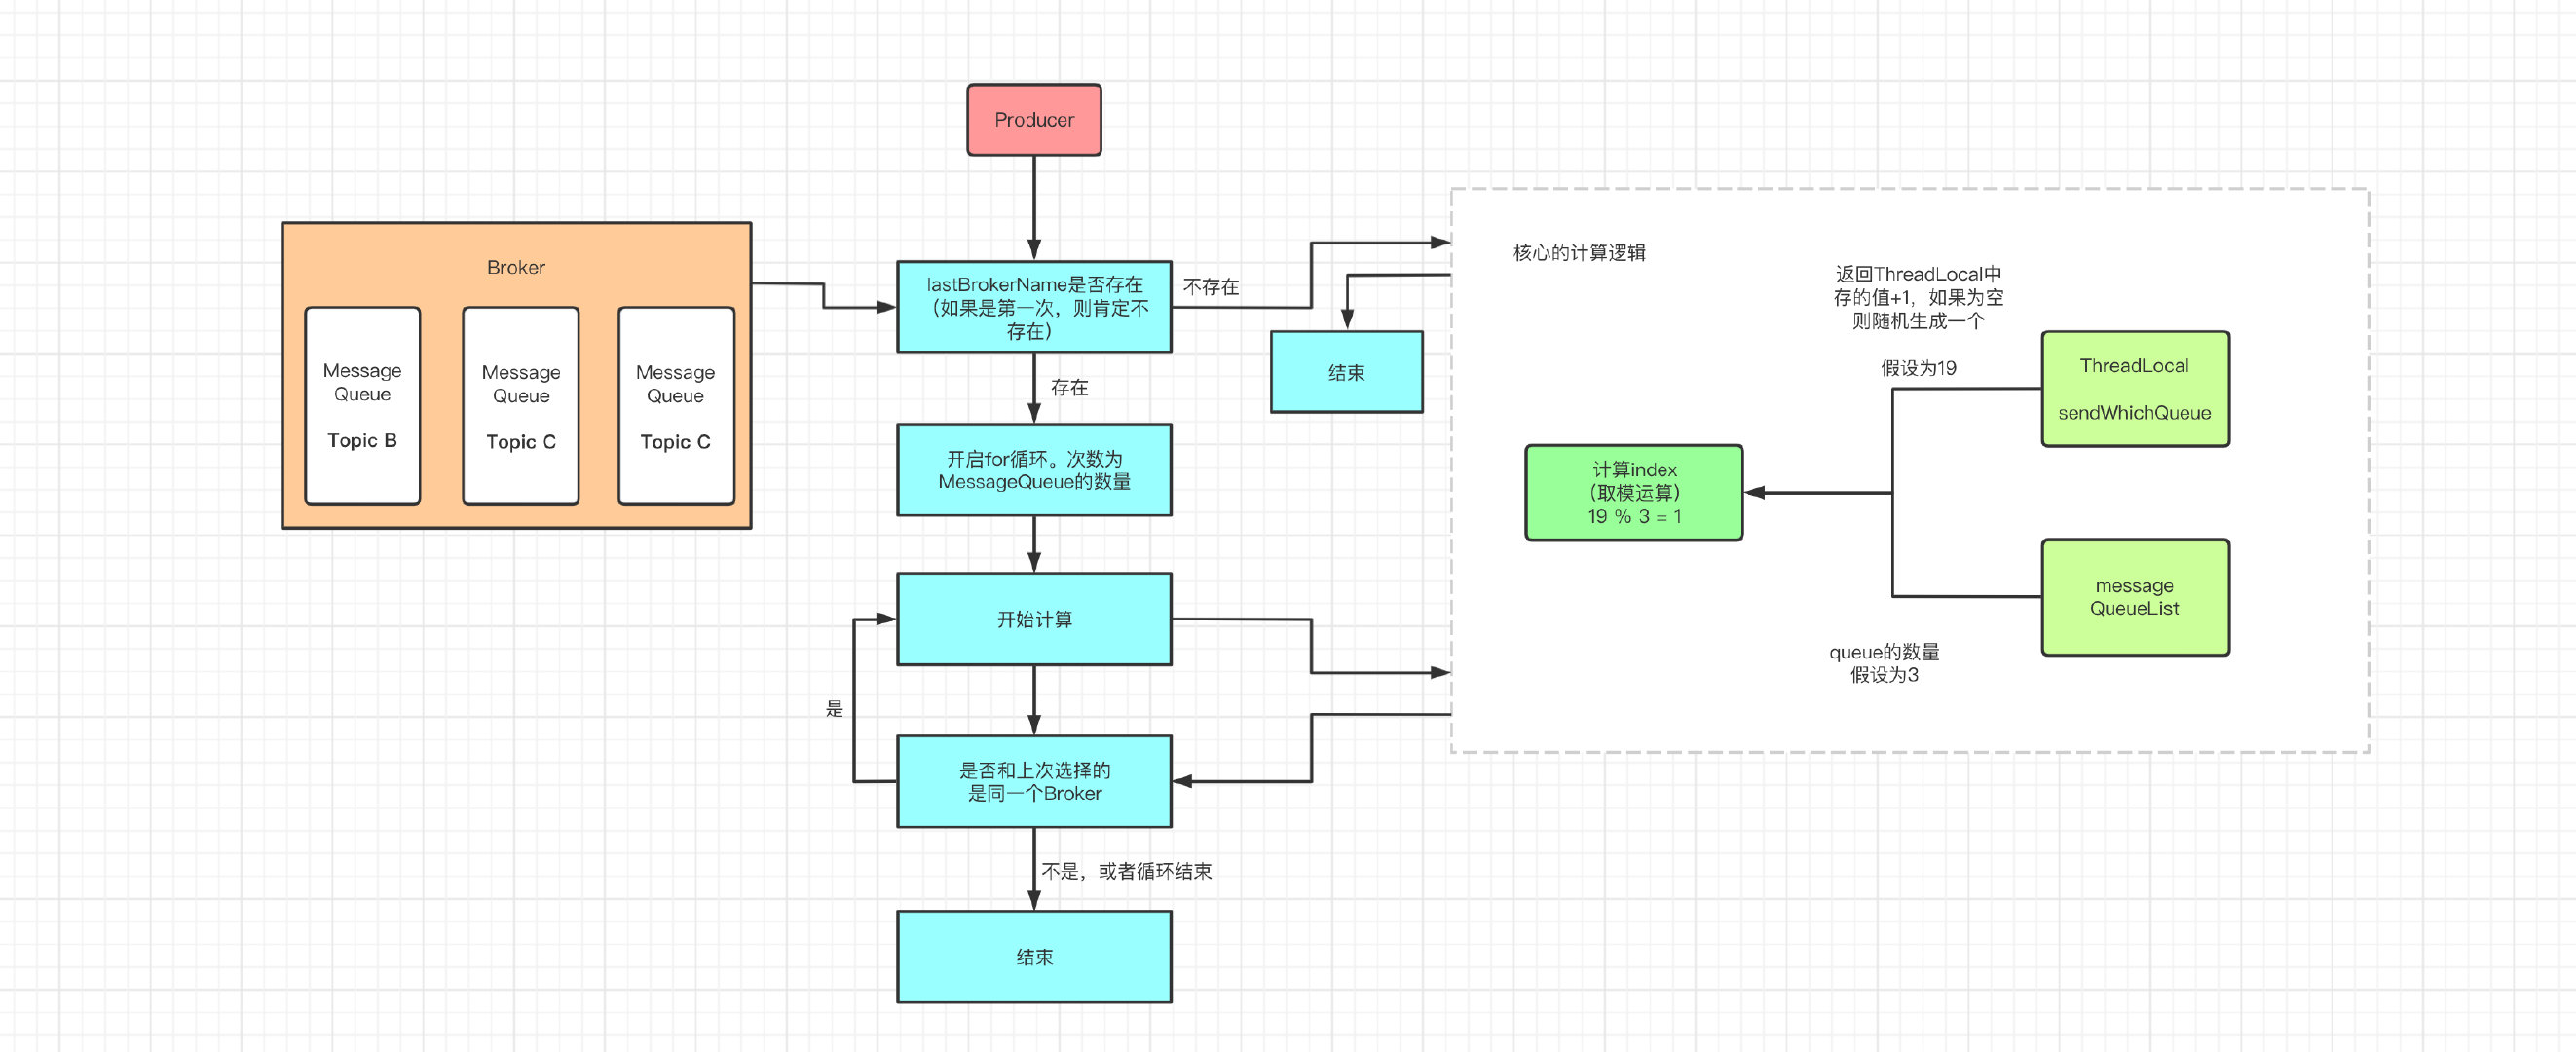 Producer
Broker
Message
Queue
Topic B
Message
Queue
Topic C
Message
Queue
Topic C
lastBrokerName是否存在
（如果是第一次，则肯定不
存在）
不存在
存在
结束
开启for循环。次数为
MessageQueue的数量
开始计算
是
是否和上次选择的
是同一个Broker
不是，或者循环结束
结束
核心的计算逻辑
返回ThreadLocal中
存的值+1，如果为空
则随机生成一个
假设为19
ThreadLocal
sendWhichQueue
计算index
（取模运算）
19 % 3 = 1
message
QueueList
queue的数量
假设为3